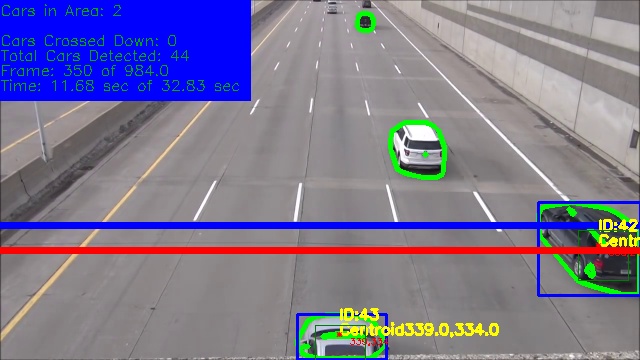 Cars in Area: 2
Cars Crossed Down: 0
Total Cars Detected: 44
Frame: 350 of 984.0
Time: 11.68 sec of 32.83 sec
ID:42
Centr
ID:43
Centroid339.0,334.0